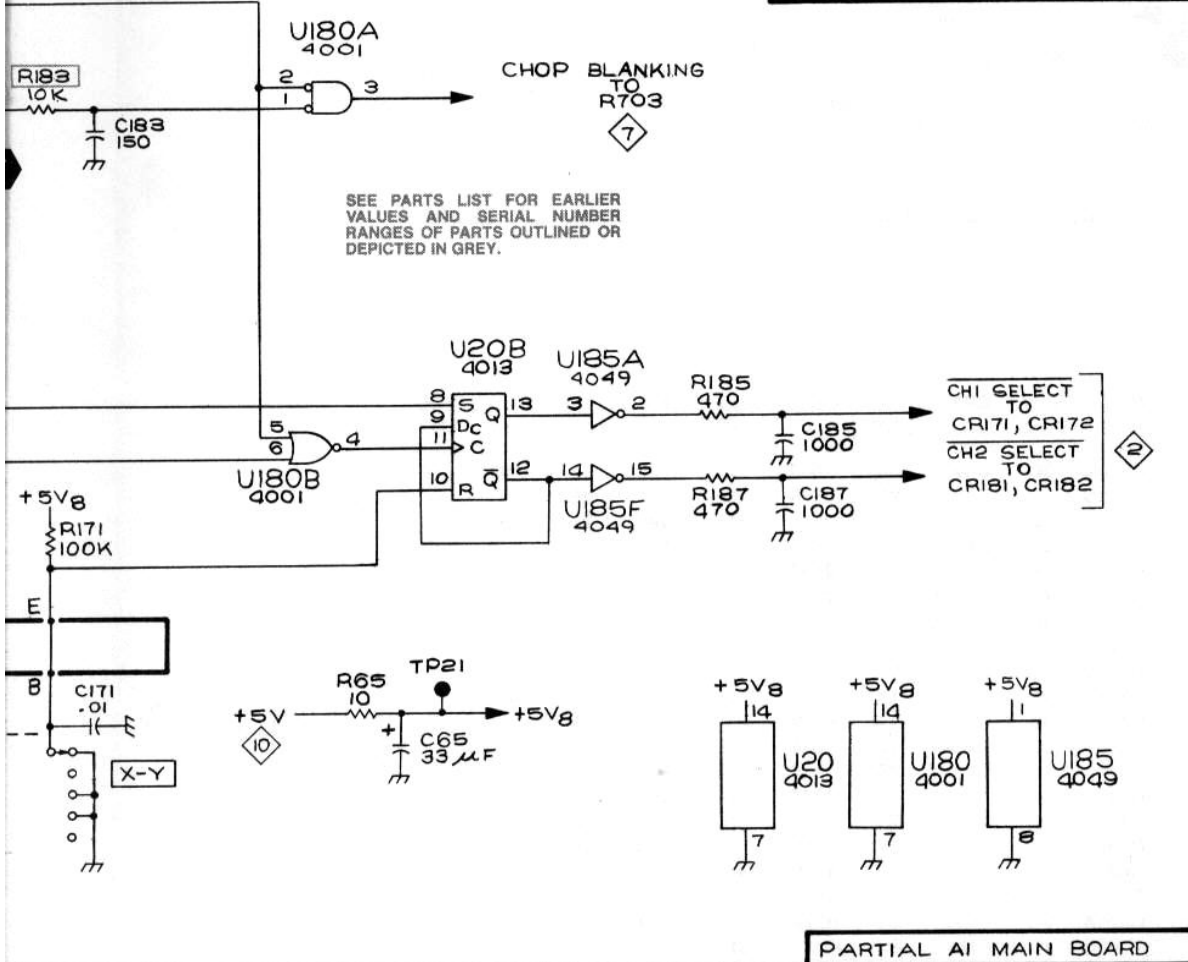 U180A
4001
2
1
3
R183
10K
C183
150
CHOP BLANKING
TO
R703
7
SEE PARTS LIST FOR EARLIER
VALUES AND SERIAL NUMBER
RANGES OF PARTS OUTLINED OR
DEPICTED IN GREY.
U20B
4013
8
9
11
10
S
DC
C
R
Q
Q̅
13
12
U185A
4049
3
2
R185
470
C185
1000
CH1 SELECT
TO
CR171, CR172
CH2 SELECT
TO
CR181, CR182
2
5
6
4
U180B
4001
14
15
U185F
4049
R187
470
C187
1000
+5V8
R171
100K
E
B
C171
.01
X-Y
R65
10
TP21
+5V
10
+5V8
+
C65
33 µF
+5V8
14
U20
4013
7
+5V8
14
U180
4001
7
+5V8
1
U185
4049
8
PARTIAL A1 MAIN BOARD